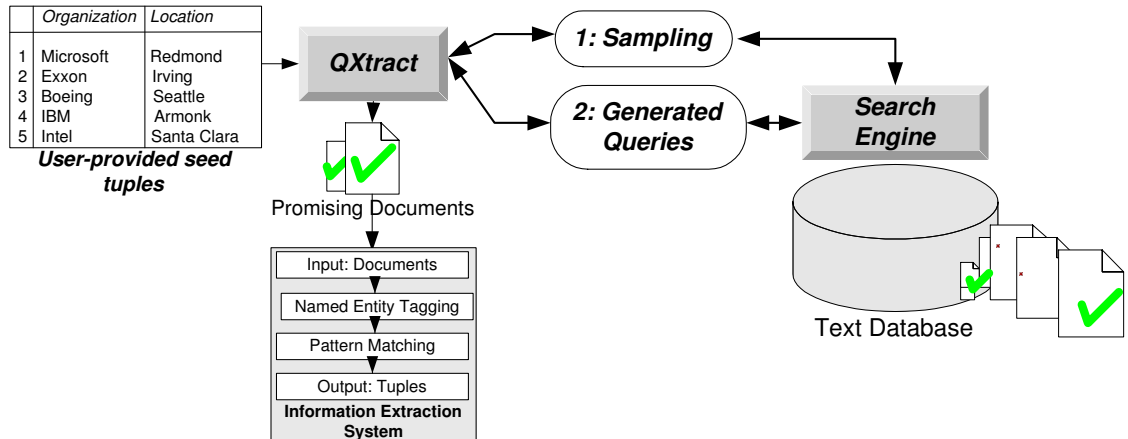 Organization Location
1 Microsoft Redmond
2 Exxon Irving
3 Boeing Seattle
4 IBM Armonk
5 Intel Santa Clara
User-provided seed
tuples
QXtract
1: Sampling
2: Generated
Queries
Search
Engine
Promising Documents
Text Database
Input: Documents
Named Entity Tagging
Pattern Matching
Output: Tuples
Information Extraction
System